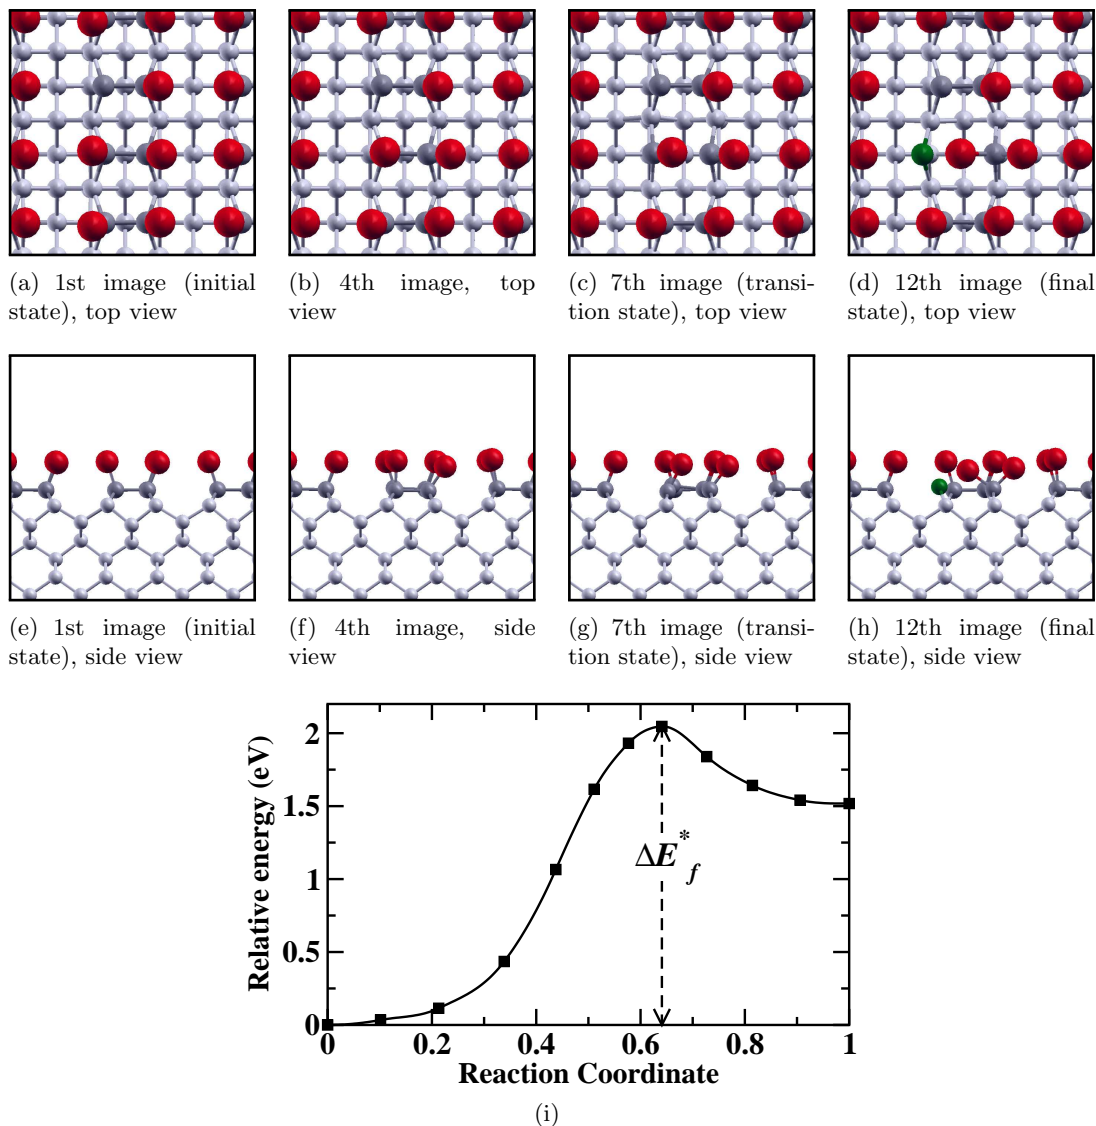 (a) 1st image (initial
state), top view
(b) 4th image, top
view
(c) 7th image (transi-
tion state), top view
(d) 12th image (final
state), top view
(e) 1st image (initial
state), side view
(f) 4th image, side
view
(g) 7th image (transi-
tion state), side view
(h) 12th image (final
state), side view
Relative energy (eV)
2
1.5
1
0.5
0
ΔE*f
0 0.2 0.4 0.6 0.8 1
Reaction Coordinate
(i)